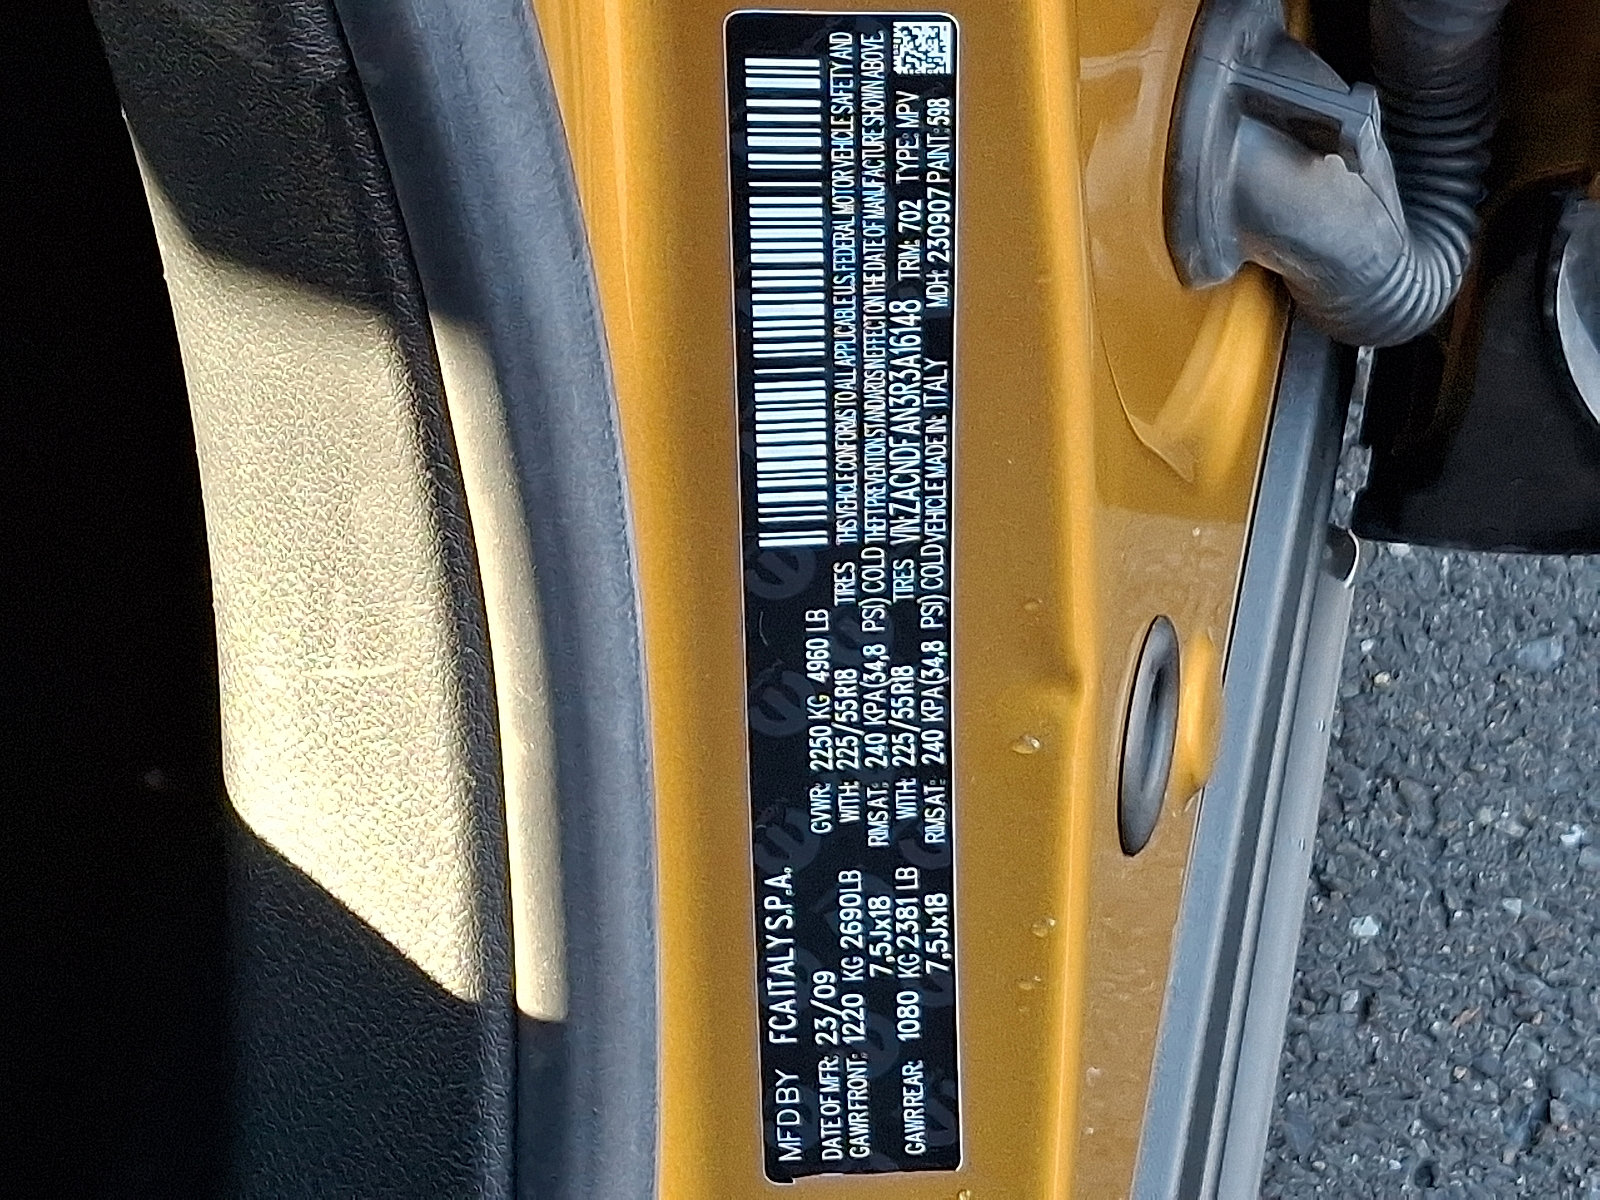 MFD BY FCA ITALY S.P.A.
DATE OF MFR: 23/09 GVWR: 2250 KG 4960 LB
GAWR FRONT: 1220 KG 2690 LB WITH: 225/55R18 TIRES
7,5Jx18 RIMS AT: 240 KPA(34,8 PSI) COLD
GAWR REAR: 1080 KG 2381 LB WITH: 225/55R18 TIRES
7,5Jx18 RIMS AT: 240 KPA(34,8 PSI) COLD
THIS VEHICLE CONFORMS TO ALL APPLICABLE U.S. FEDERAL MOTOR VEHICLE SAFETY AND
THEFT PREVENTION STANDARDS IN EFFECT ON THE DATE OF MANUFACTURE SHOWN ABOVE.
VIN: ZACNDFAN3R3A16148 TRIM: 702 TYPE: MPV
VEHICLE MADE IN: ITALY MDH: 230907 PAINT: 598